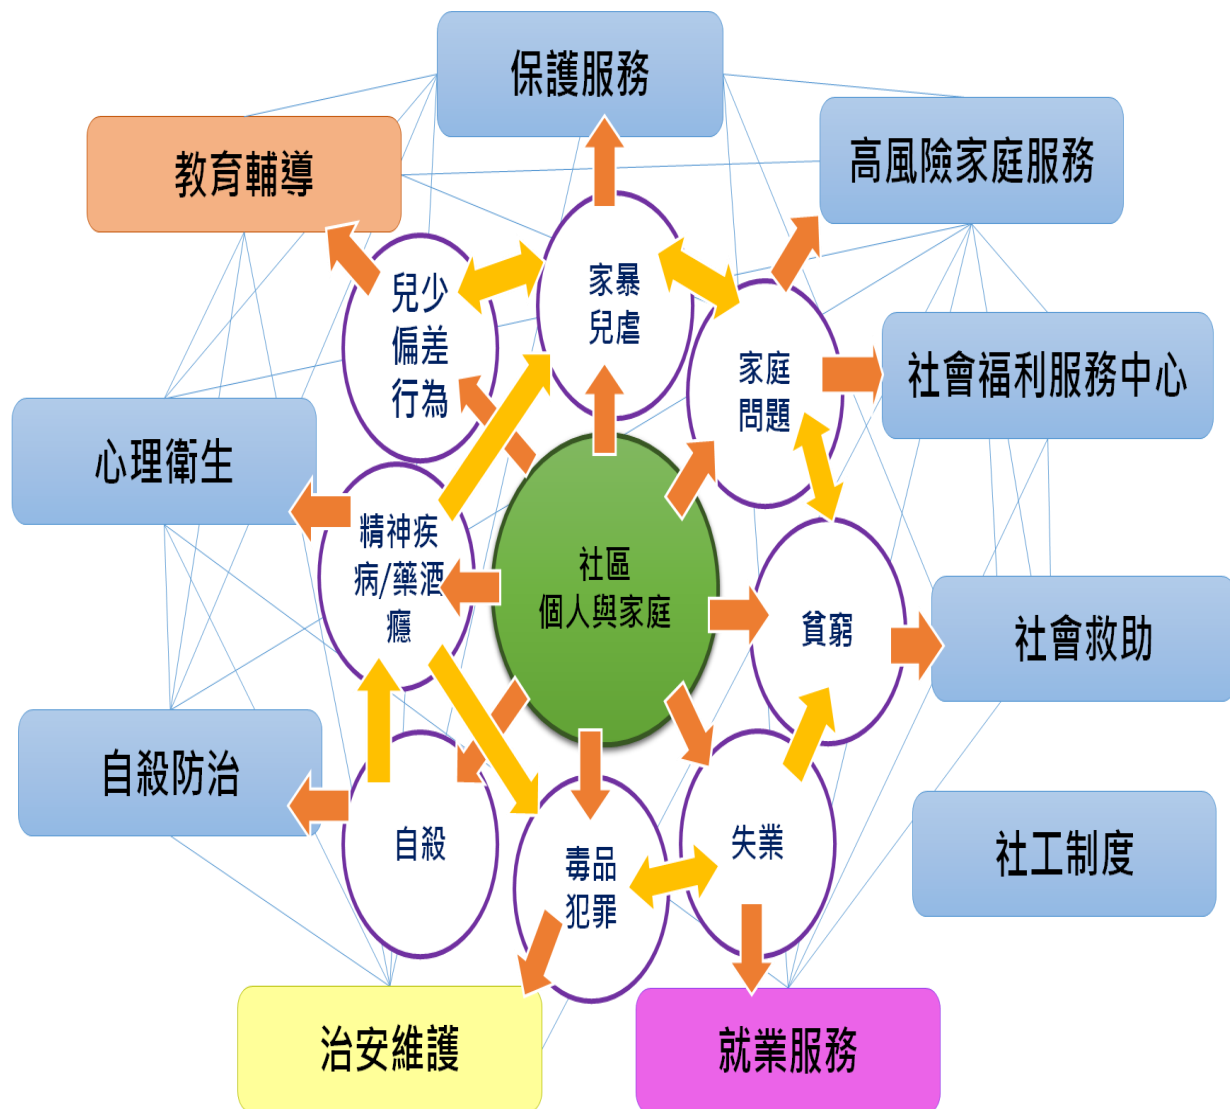 保護服務
教育輔導
高風險家庭服務
家暴
兒虐
兒少
偏差
行為
家庭
問題
社會福利服務中心
心理衛生
精神疾
病/藥酒
癮
社區
個人與家庭
貧窮
社會救助
自殺防治
自殺
毒品
犯罪
失業
社工制度
治安維護
就業服務